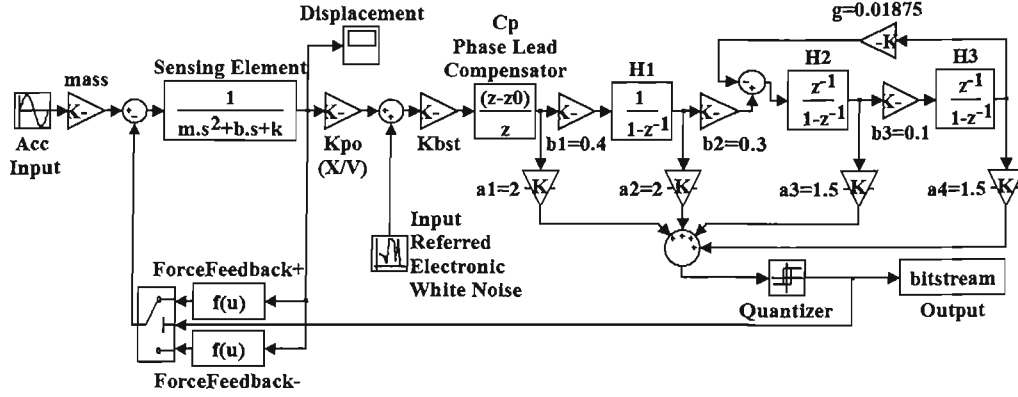 g=0.01875
-K-
Displacement
Cp
Phase Lead
Compensator
mass
Sensing Element
H1
H2
H3
K-
1
m.s²+b.s+k
K-
K-
(z-z0)
z
K-
1
1-z⁻¹
K-
z⁻¹
1-z⁻¹
K-
z⁻¹
1-z⁻¹
Acc
Input
Kpo
(X/V)
Kbst
b1=0.4
b2=0.3
b3=0.1
a1=2
-K-
a2=2
-K-
a3=1.5
-K-
a4=1.5
-K-
Input
Referred
Electronic
White Noise
ForceFeedback+
f(u)
f(u)
ForceFeedback-
Quantizer
bitstream
Output